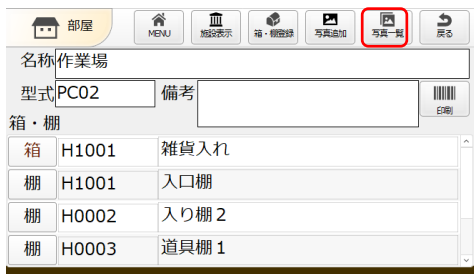 部屋 MENU 施設表示 箱・棚登録 写真追加 写真一覧 戻る
名称 作業場
型式 PC02 備考 印刷
箱・棚
箱 H1001 雑貨入れ
棚 H1001 入口棚
棚 H0002 入り棚２
棚 H0003 道具棚１